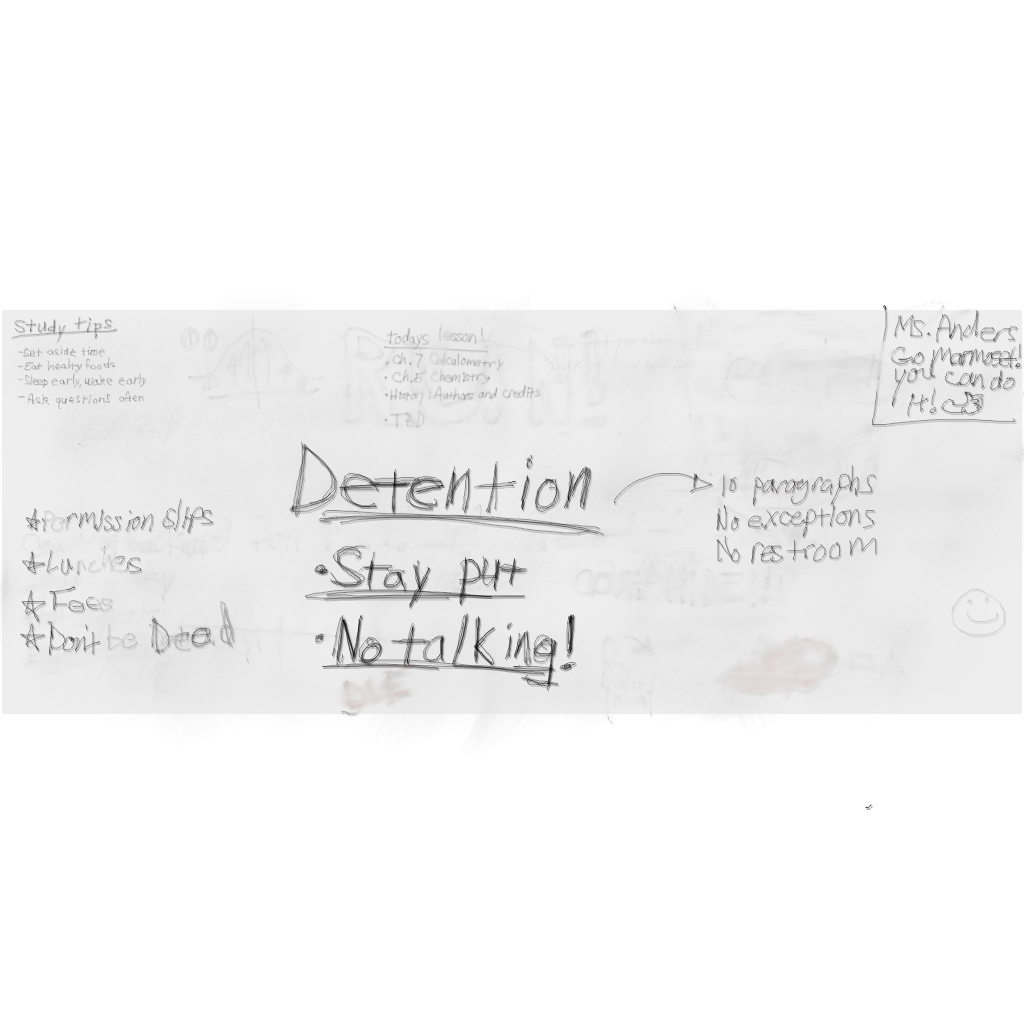 Study tips
-Set aside time
-Eat healty foods
-Sleep early, wake early
-Ask questions often
todays lesson!
•Ch.7 Calculometry
•Ch.5 Chemistry
•History: Authors and credits
•TBD
Ms. Anders
Go Marmoset!
you can do
it!
Detention
•Stay put
•No talking!
10 paragraphs
No exceptions
No restroom
☆Permission slips
☆Lunches
☆Fees
☆Don't be Dead